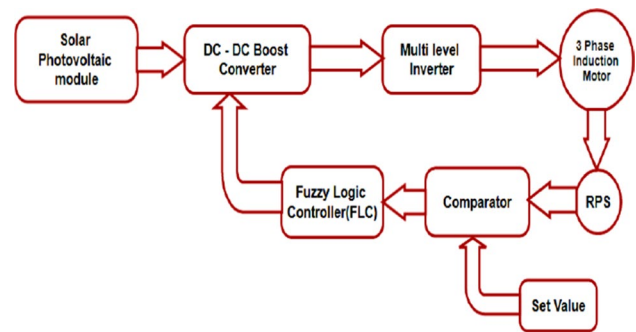 Solar
Photovoltaic
module
DC - DC Boost
Converter
Multi level
Inverter
3 Phase
Induction
Motor
Fuzzy Logic
Controller(FLC)
Comparator
RPS
Set Value